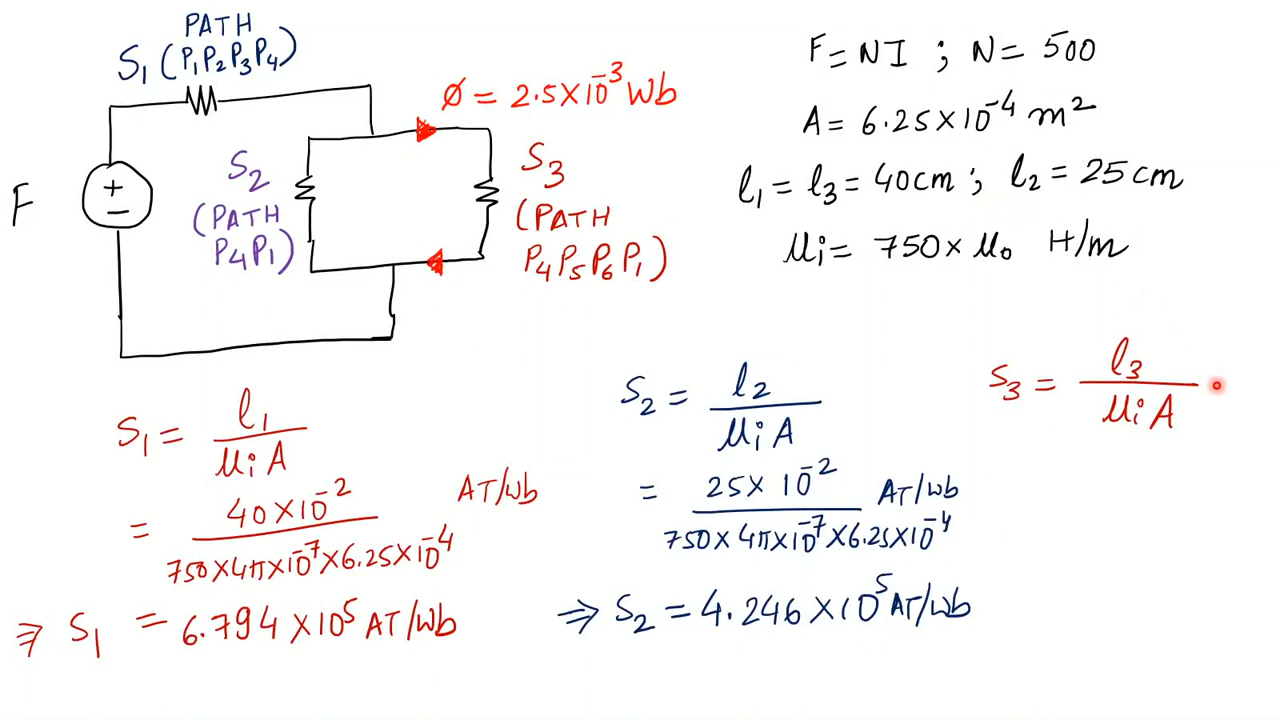 PATH
S₁ (P₁P₂P₃P₄)
F
+
−
S₂
(PATH
P₄P₁)
ϕ = 2.5×10⁻³ Wb
S₃
(PATH
P₄P₅P₆P₁)
F = NI ; N = 500
A = 6.25×10⁻⁴ m²
l₁ = l₃ = 40cm ; l₂ = 25cm
μi = 750×μ₀ H/m
S₁ = l₁ / μi A
= 40×10⁻² / 750×4π×10⁻⁷×6.25×10⁻⁴ AT/wb
⇒ S₁ = 6.794×10⁵ AT/wb
S₂ = l₂ / μi A
= 25×10⁻² / 750×4π×10⁻⁷×6.25×10⁻⁴ AT/wb
⇒ S₂ = 4.246×10⁵ AT/wb
S₃ = l₃ / μi A